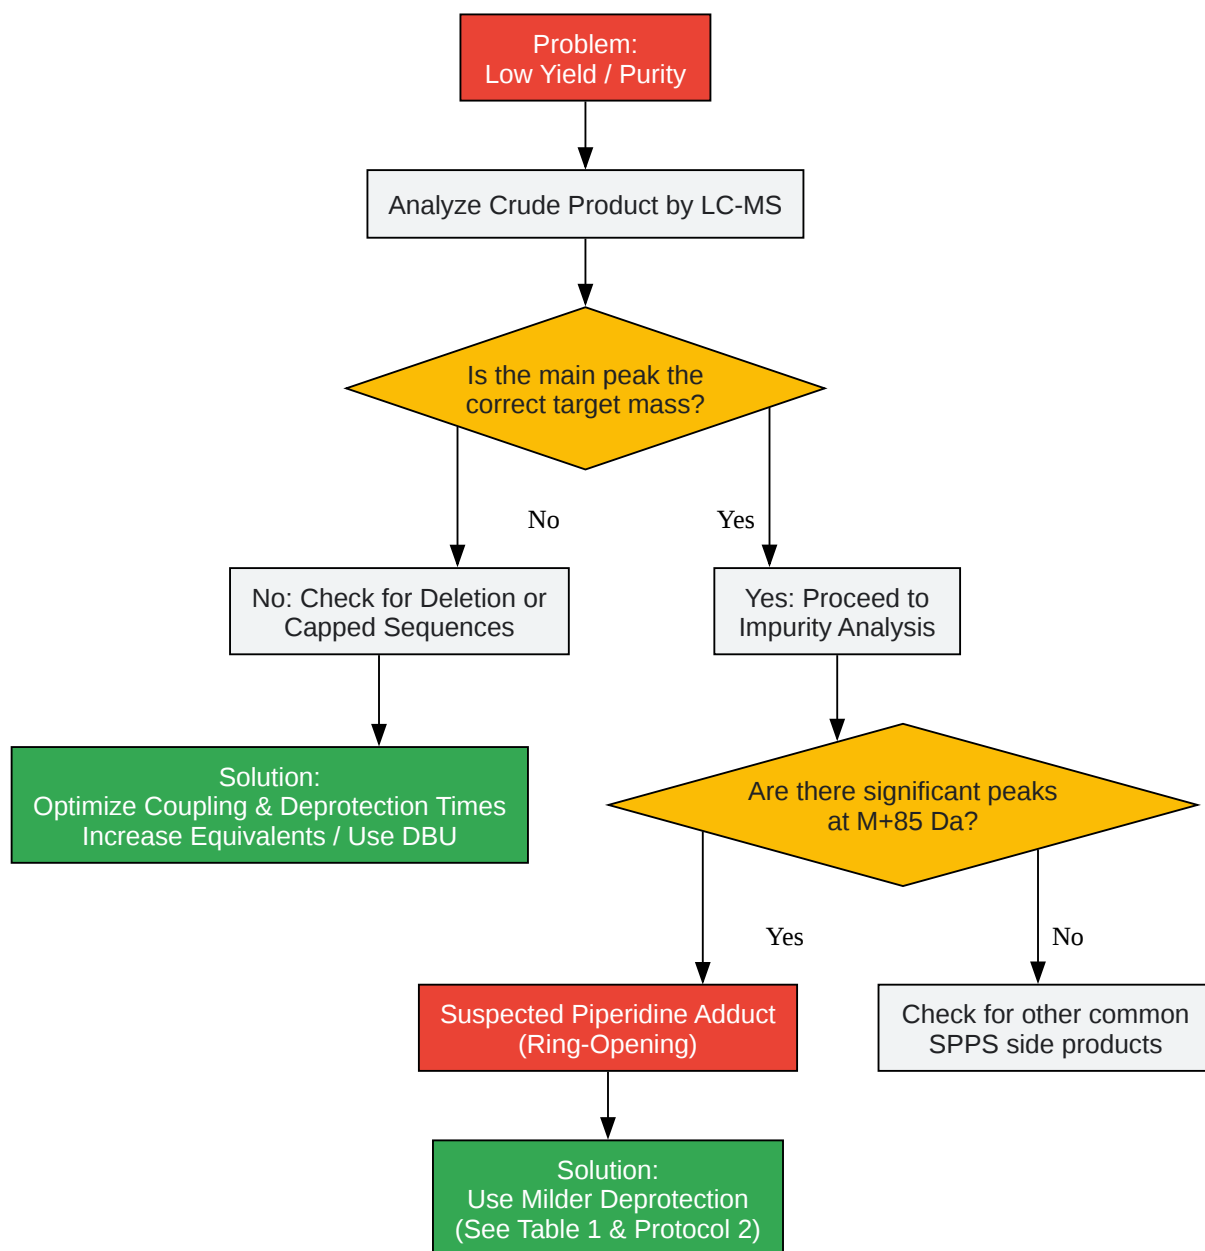 Problem:
Low Yield / Purity
Analyze Crude Product by LC-MS
Is the main peak the
correct target mass?
No
Yes
No: Check for Deletion or
Capped Sequences
Yes: Proceed to
Impurity Analysis
Solution:
Optimize Coupling & Deprotection Times
Increase Equivalents / Use DBU
Are there significant peaks
at M+85 Da?
Yes
No
Suspected Piperidine Adduct
(Ring-Opening)
Check for other common
SPPS side products
Solution:
Use Milder Deprotection
(See Table 1 & Protocol 2)